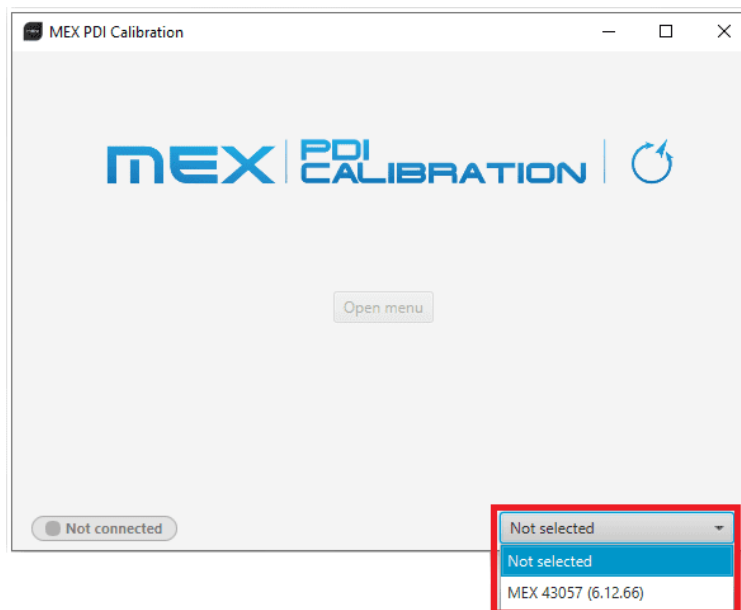 MEX PDI Calibration
MEX PDI CALIBRATION
Open menu
Not connected
Not selected
Not selected
MEX 43057 (6.12.66)